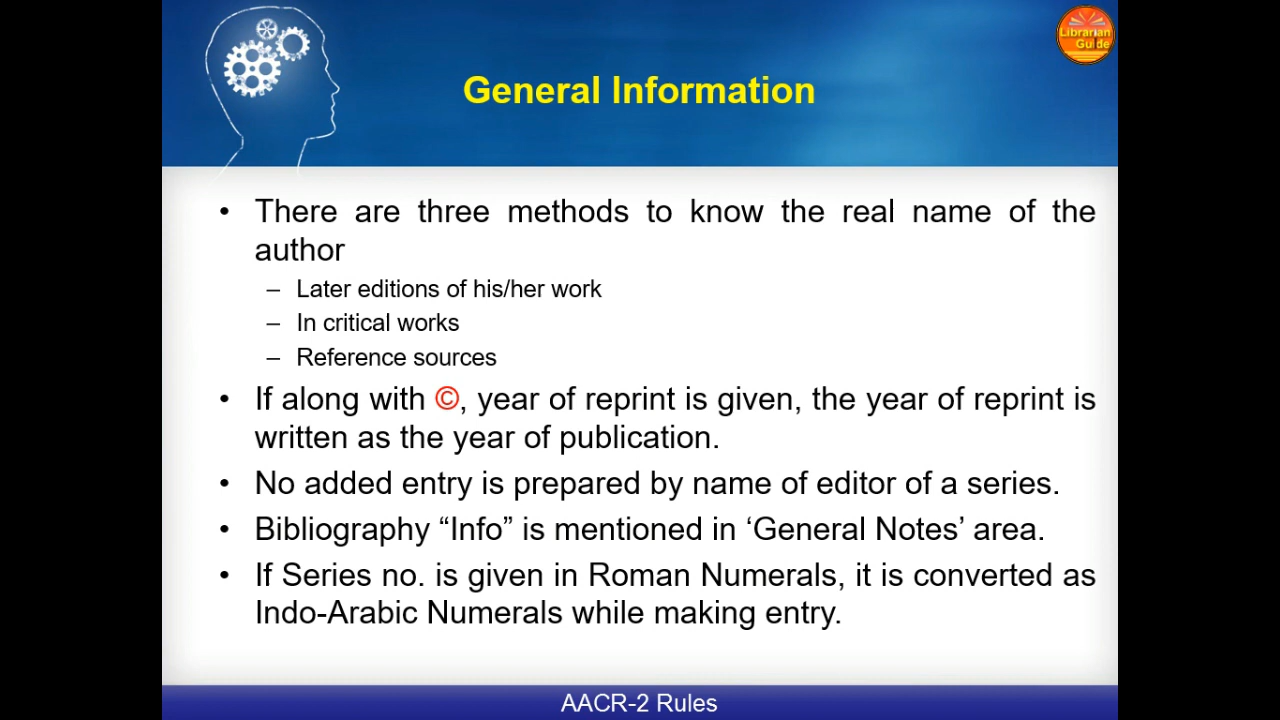 Librarian
Guide
General Information
• There are three methods to know the real name of the
author
– Later editions of his/her work
– In critical works
– Reference sources
• If along with ©, year of reprint is given, the year of reprint is
written as the year of publication.
• No added entry is prepared by name of editor of a series.
• Bibliography “Info” is mentioned in ‘General Notes’ area.
• If Series no. is given in Roman Numerals, it is converted as
Indo-Arabic Numerals while making entry.
AACR-2 Rules